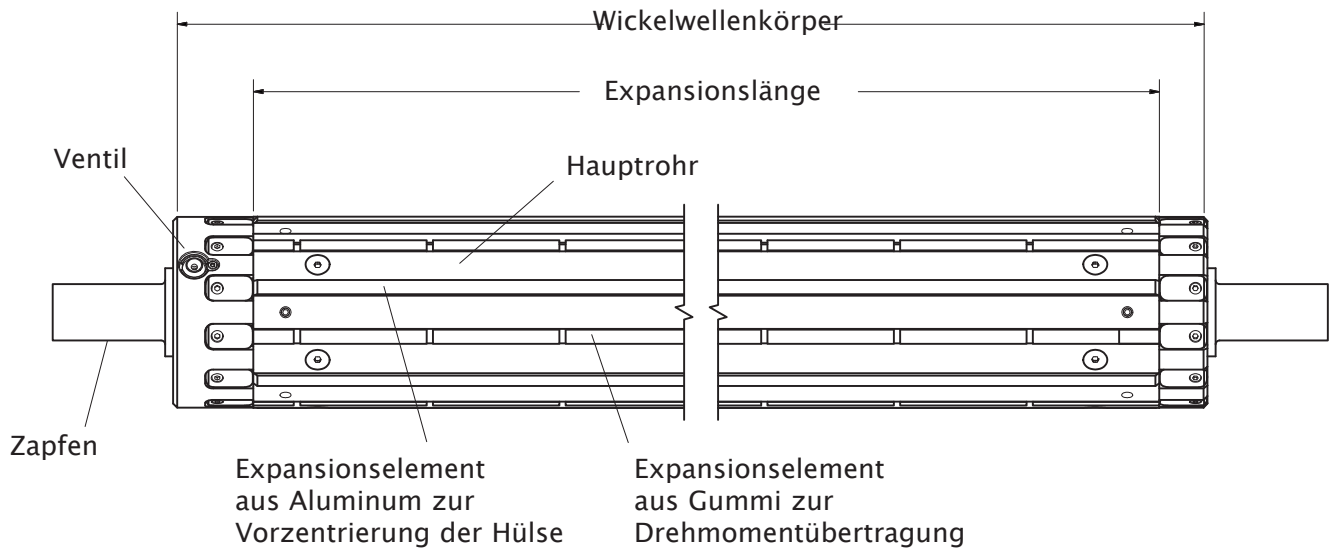 Wickelwellenkörper
Expansionslänge
Ventil
Hauptrohr
Zapfen
Expansionselement
aus Aluminum zur
Vorzentrierung der Hülse
Expansionselement
aus Gummi zur
Drehmomentübertragung